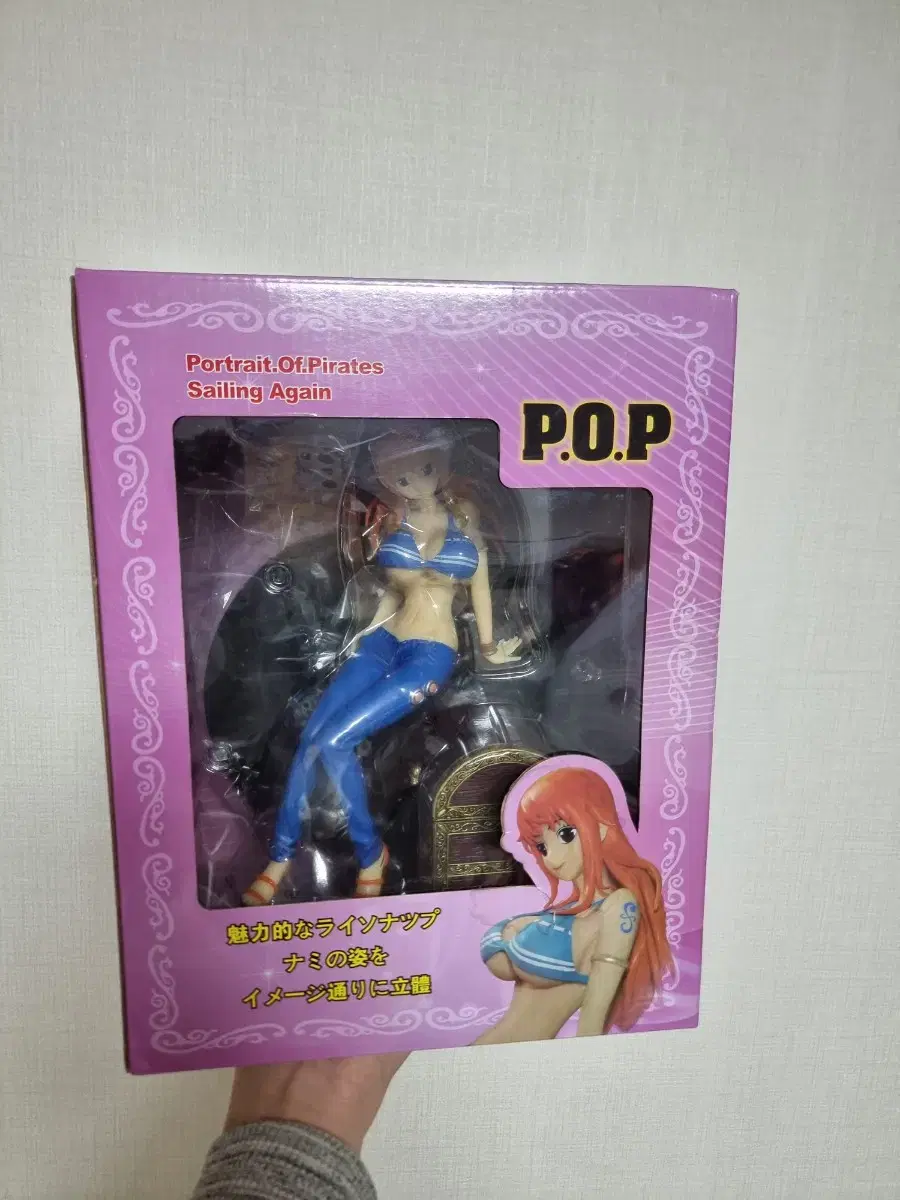 Portrait.Of.Pirates
Sailing Again
P.O.P
魅力的なライソナツプ
ナミの姿を
イメージ通りに立體